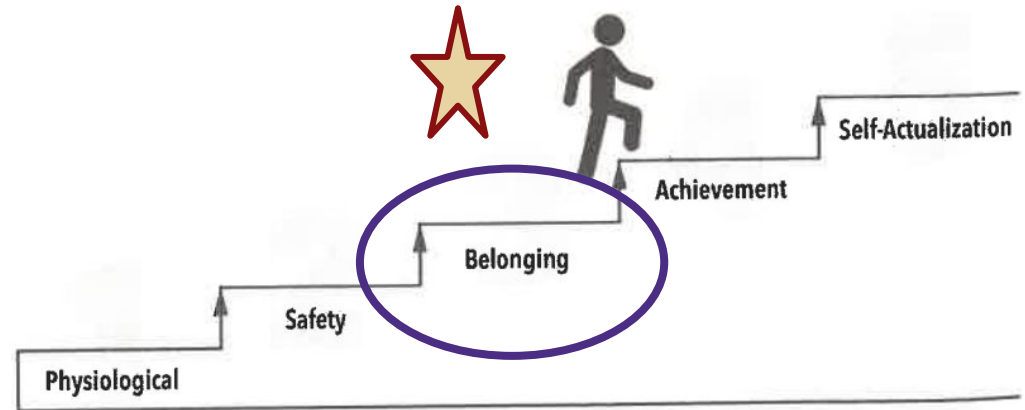 Self-Actualization
Achievement
Belonging
Safety
Physiological